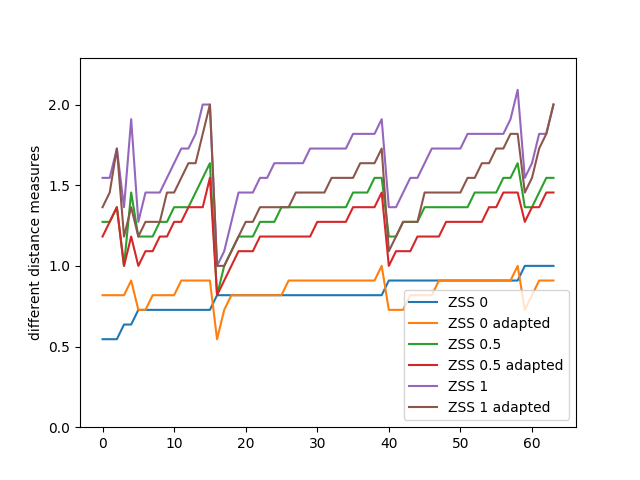 different distance measures
2.0
1.5
1.0
0.5
0.0
0
10
20
30
40
50
60
ZSS 0
ZSS 0 adapted
ZSS 0.5
ZSS 0.5 adapted
ZSS 1
ZSS 1 adapted